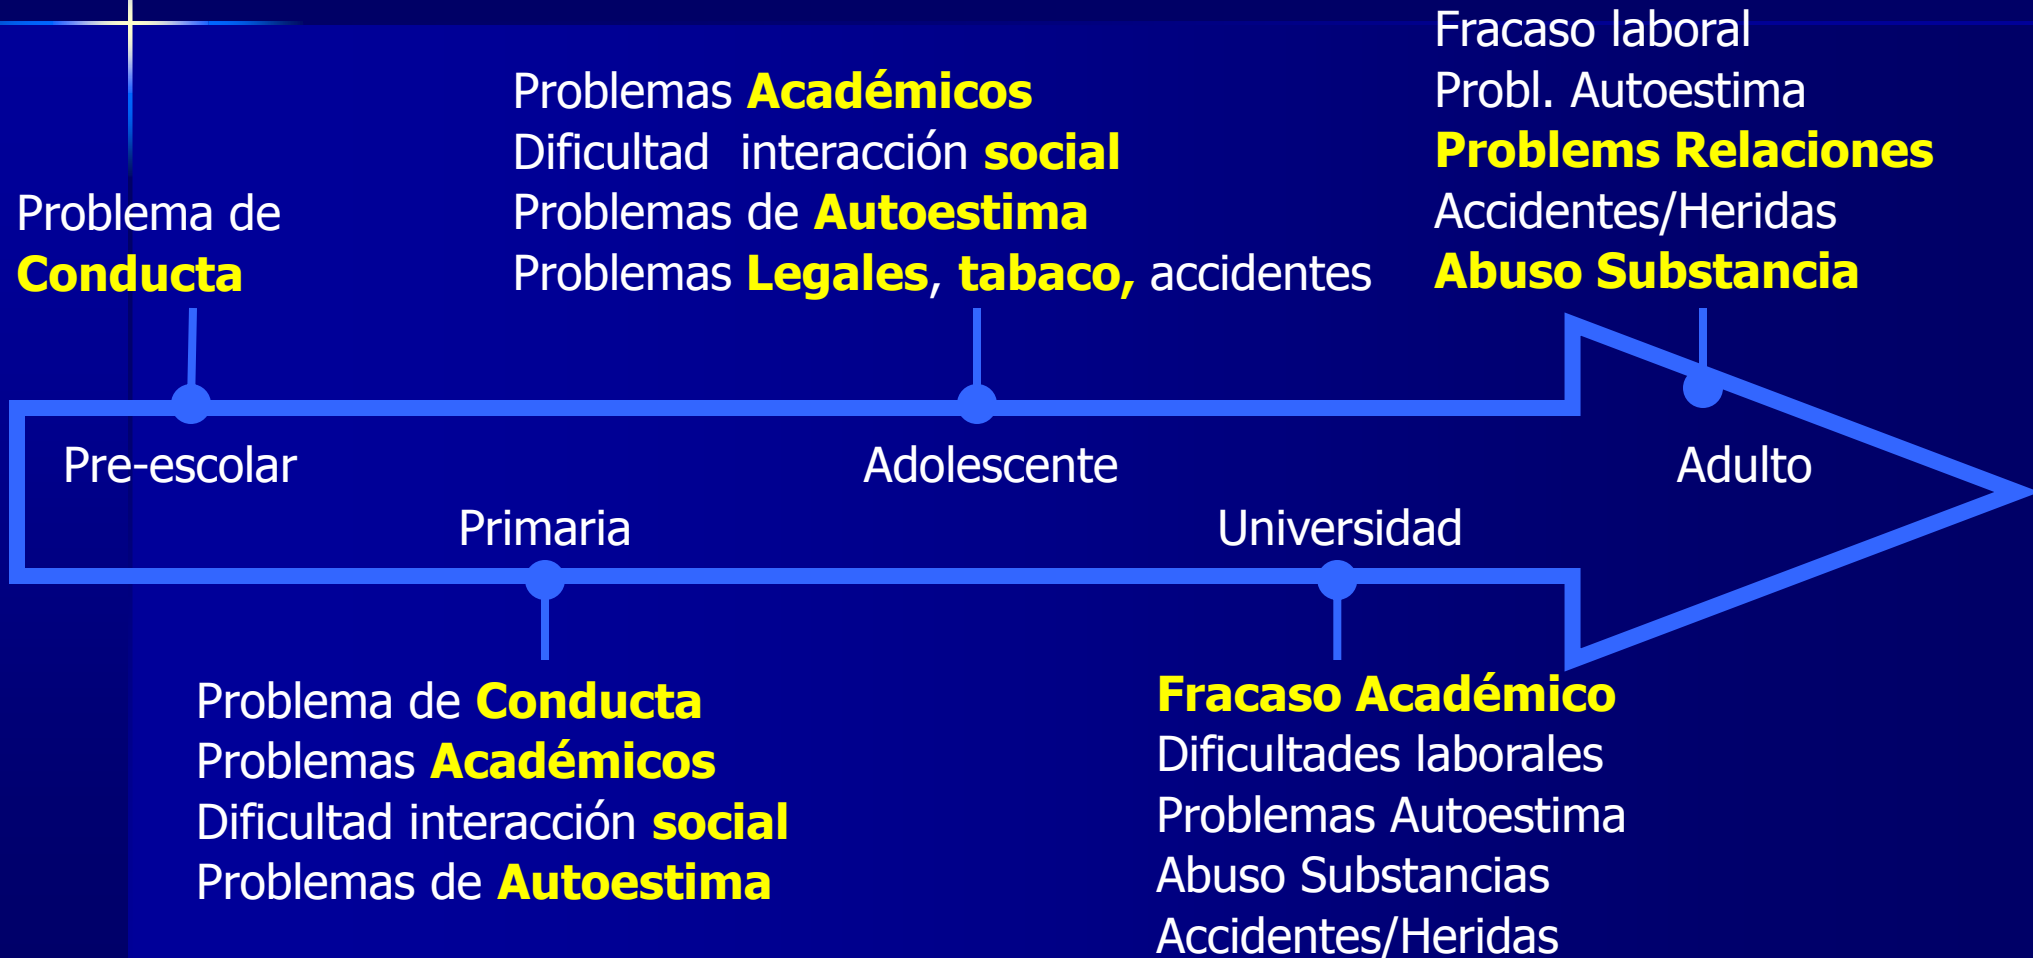 Problema de
Conducta
Problemas Académicos
Dificultad interacción social
Problemas de Autoestima
Problemas Legales, tabaco, accidentes
Fracaso laboral
Probl. Autoestima
Problems Relaciones
Accidentes/Heridas
Abuso Substancia
Pre-escolar
Adolescente
Adulto
Primaria
Universidad
Problema de Conducta
Problemas Académicos
Dificultad interacción social
Problemas de Autoestima
Fracaso Académico
Dificultades laborales
Problemas Autoestima
Abuso Substancias
Accidentes/Heridas